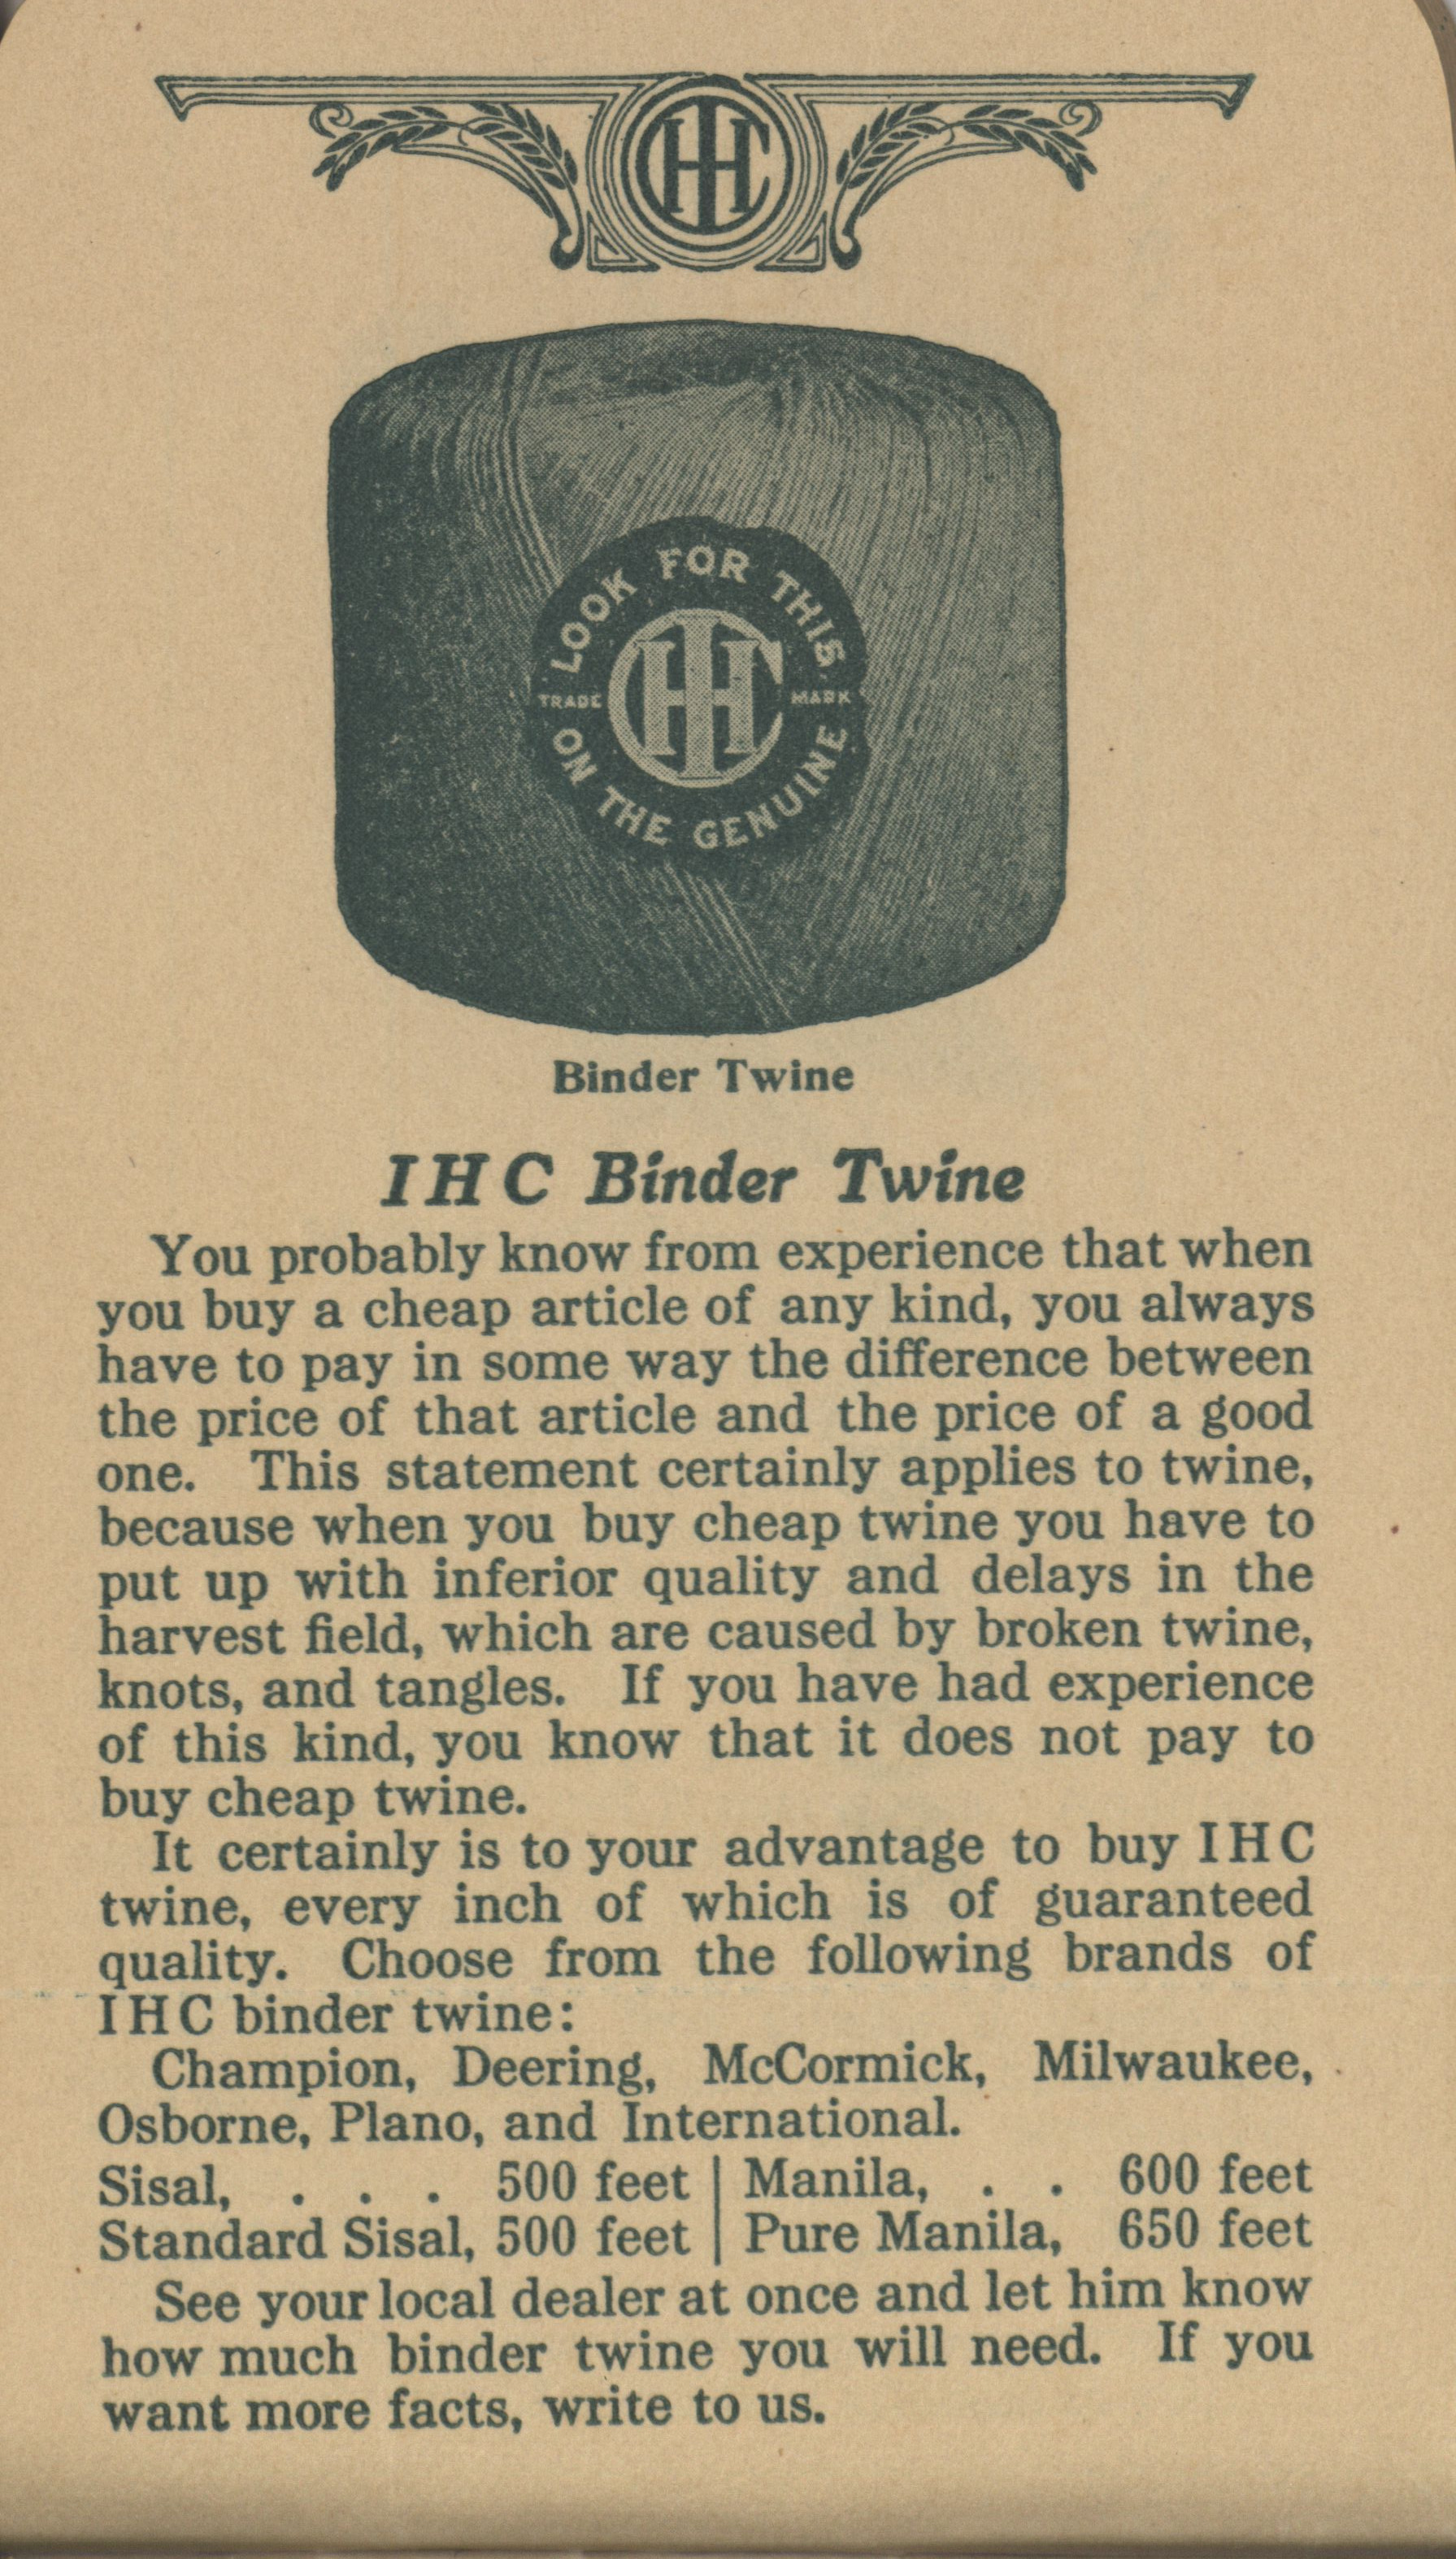 IHC
LOOK FOR THIS
TRADE IHC MARK
ON THE GENUINE
Binder Twine
IHC Binder Twine
You probably know from experience that when
you buy a cheap article of any kind, you always
have to pay in some way the difference between
the price of that article and the price of a good
one. This statement certainly applies to twine,
because when you buy cheap twine you have to
put up with inferior quality and delays in the
harvest field, which are caused by broken twine,
knots, and tangles. If you have had experience
of this kind, you know that it does not pay to
buy cheap twine.
It certainly is to your advantage to buy IHC
twine, every inch of which is of guaranteed
quality. Choose from the following brands of
IHC binder twine:
Champion, Deering, McCormick, Milwaukee,
Osborne, Plano, and International.
Sisal, . . . 500 feet | Manila, . . 600 feet
Standard Sisal, 500 feet | Pure Manila, 650 feet
See your local dealer at once and let him know
how much binder twine you will need. If you
want more facts, write to us.